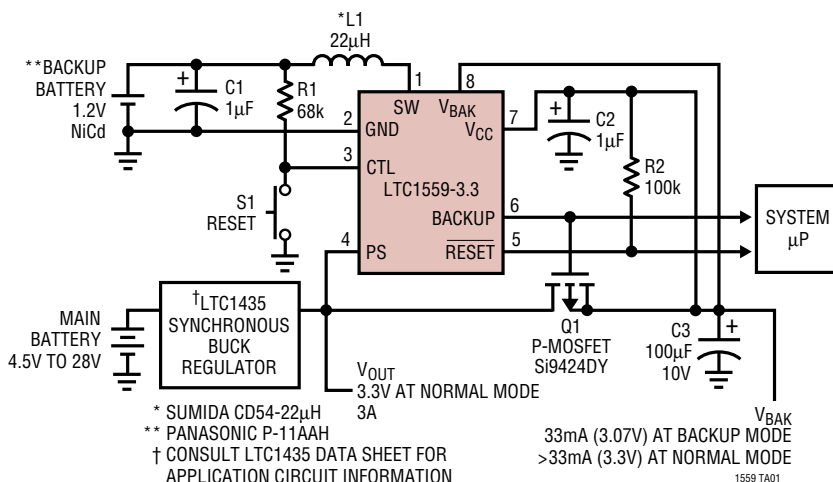 *L1
22μH
**BACKUP
BATTERY
1.2V
NiCd
+
C1
1μF
R1
68k
1
8
SW
VBAK
2
GND
VCC
7
+
C2
1μF
3
CTL
LTC1559-3.3
R2
100k
S1
RESET
BACKUP
6
SYSTEM
μP
4
PS
RESET
5
MAIN
BATTERY
4.5V TO 28V
†LTC1435
SYNCHRONOUS
BUCK
REGULATOR
Q1
P-MOSFET
Si9424DY
C3
100μF
10V
+
VOUT
3.3V AT NORMAL MODE
3A
VBAK
33mA (3.07V) AT BACKUP MODE
>33mA (3.3V) AT NORMAL MODE
* SUMIDA CD54-22μH
** PANASONIC P-11AAH
† CONSULT LTC1435 DATA SHEET FOR
APPLICATION CIRCUIT INFORMATION
1559 TA01